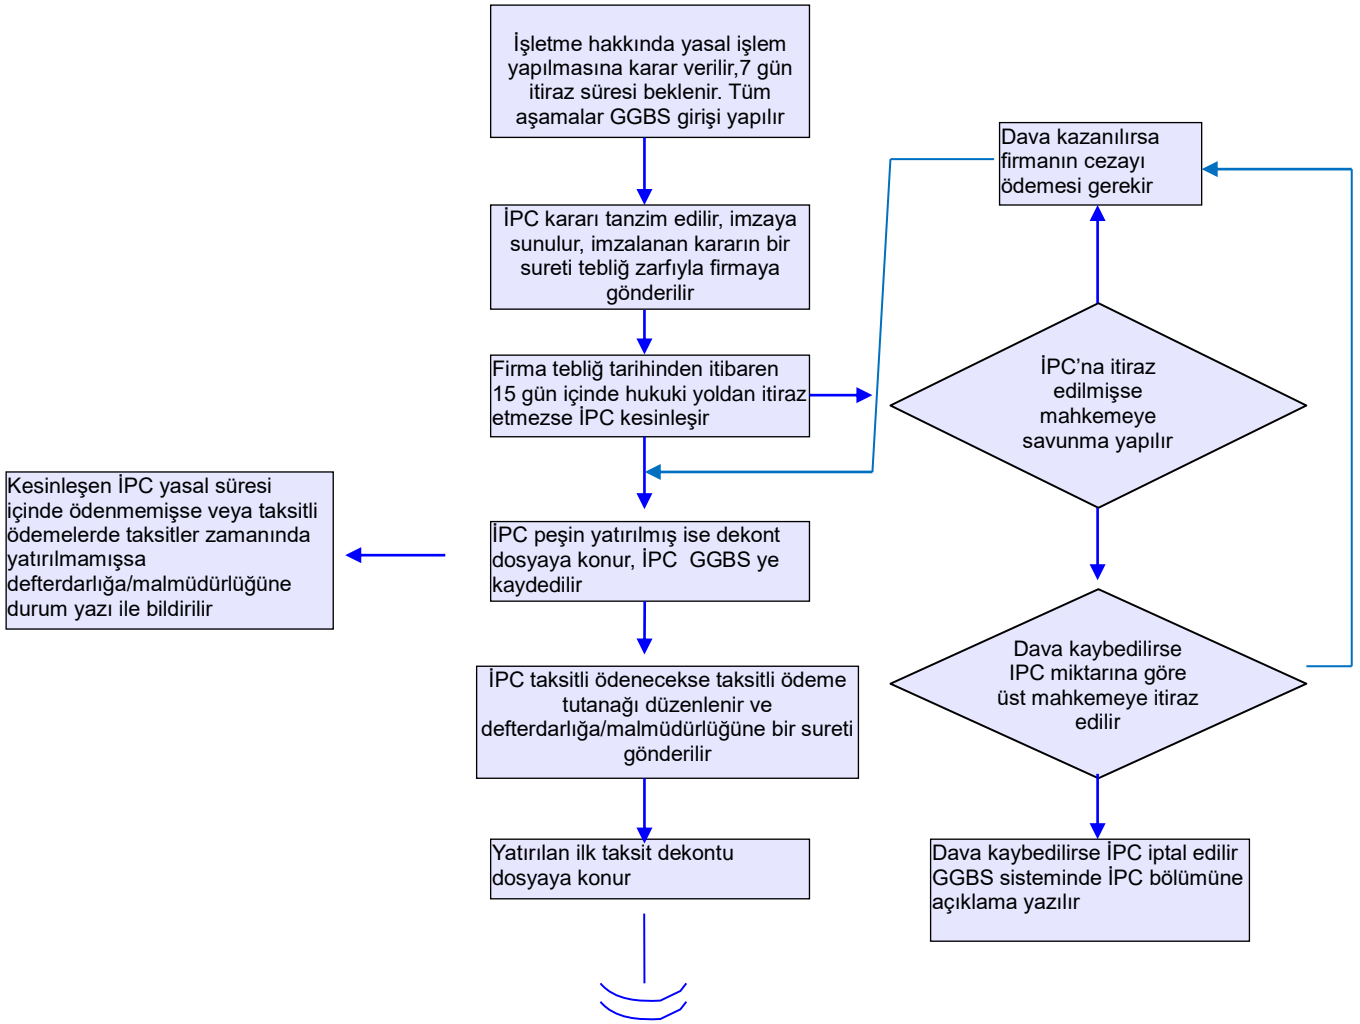 İşletme hakkında yasal işlem
yapılmasına karar verilir,7 gün
itiraz süresi beklenir. Tüm
aşamalar GGBS girişi yapılır
İPC kararı tanzim edilir, imzaya
sunulur, imzalanan kararın bir
sureti tebliğ zarfıyla firmaya
gönderilir
Firma tebliğ tarihinden itibaren
15 gün içinde hukuki yoldan itiraz
etmezse İPC kesinleşir
Kesinleşen İPC yasal süresi
içinde ödenmemişse veya taksitli
ödemelerde taksitler zamanında
yatırılmamışsa
defterdarlığa/malmüdürlüğüne
durum yazı ile bildirilir
İPC peşin yatırılmış ise dekont
dosyaya konur, İPC  GGBS ye
kaydedilir
İPC taksitli ödenecekse taksitli ödeme
tutanağı düzenlenir ve
defterdarlığa/malmüdürlüğüne bir sureti
gönderilir
Yatırılan ilk taksit dekontu
dosyaya konur
Dava kazanılırsa
firmanın cezayı
ödemesi gerekir
İPC’na itiraz
edilmişse
mahkemeye
savunma yapılır
Dava kaybedilirse
IPC miktarına göre
üst mahkemeye itiraz
edilir
Dava kaybedilirse İPC iptal edilir
GGBS sisteminde İPC bölümüne
açıklama yazılır